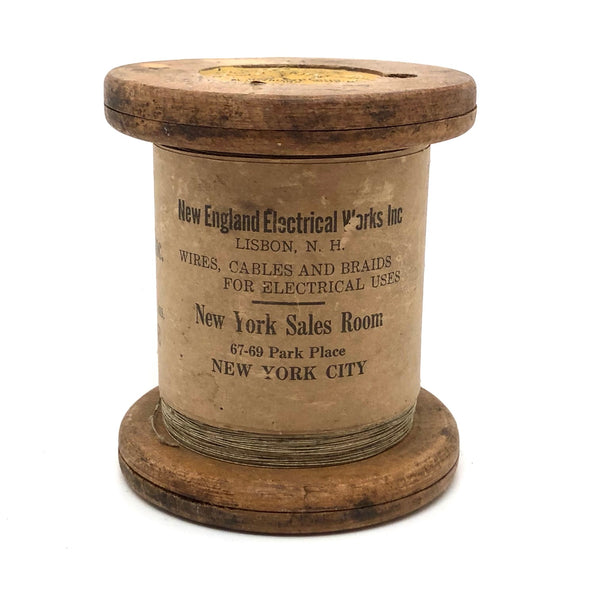 New England Electrical Works Inc
LISBON, N. H.
WIRES, CABLES AND BRAIDS
FOR ELECTRICAL USES
New York Sales Room
67-69 Park Place
NEW YORK CITY